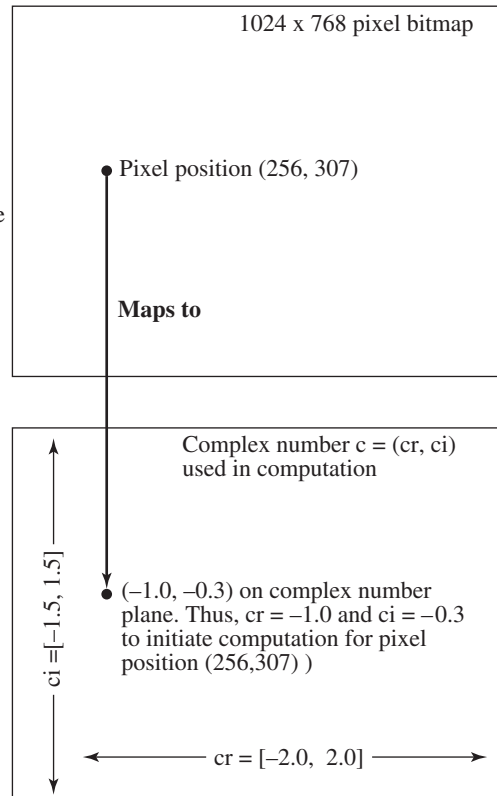 1024 x 768 pixel bitmap
Pixel position (256, 307)
e
Maps to
Complex number c = (cr, ci)
used in computation
ci =[–1.5, 1.5]
(–1.0, –0.3) on complex number
plane. Thus, cr = –1.0 and ci = –0.3
to initiate computation for pixel
position (256,307) )
cr = [–2.0, 2.0]